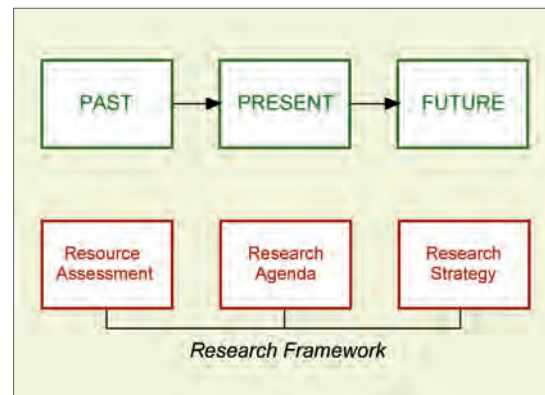 PAST
PRESENT
FUTURE
Resource
Assessment
Research
Agenda
Research
Strategy
Research Framework